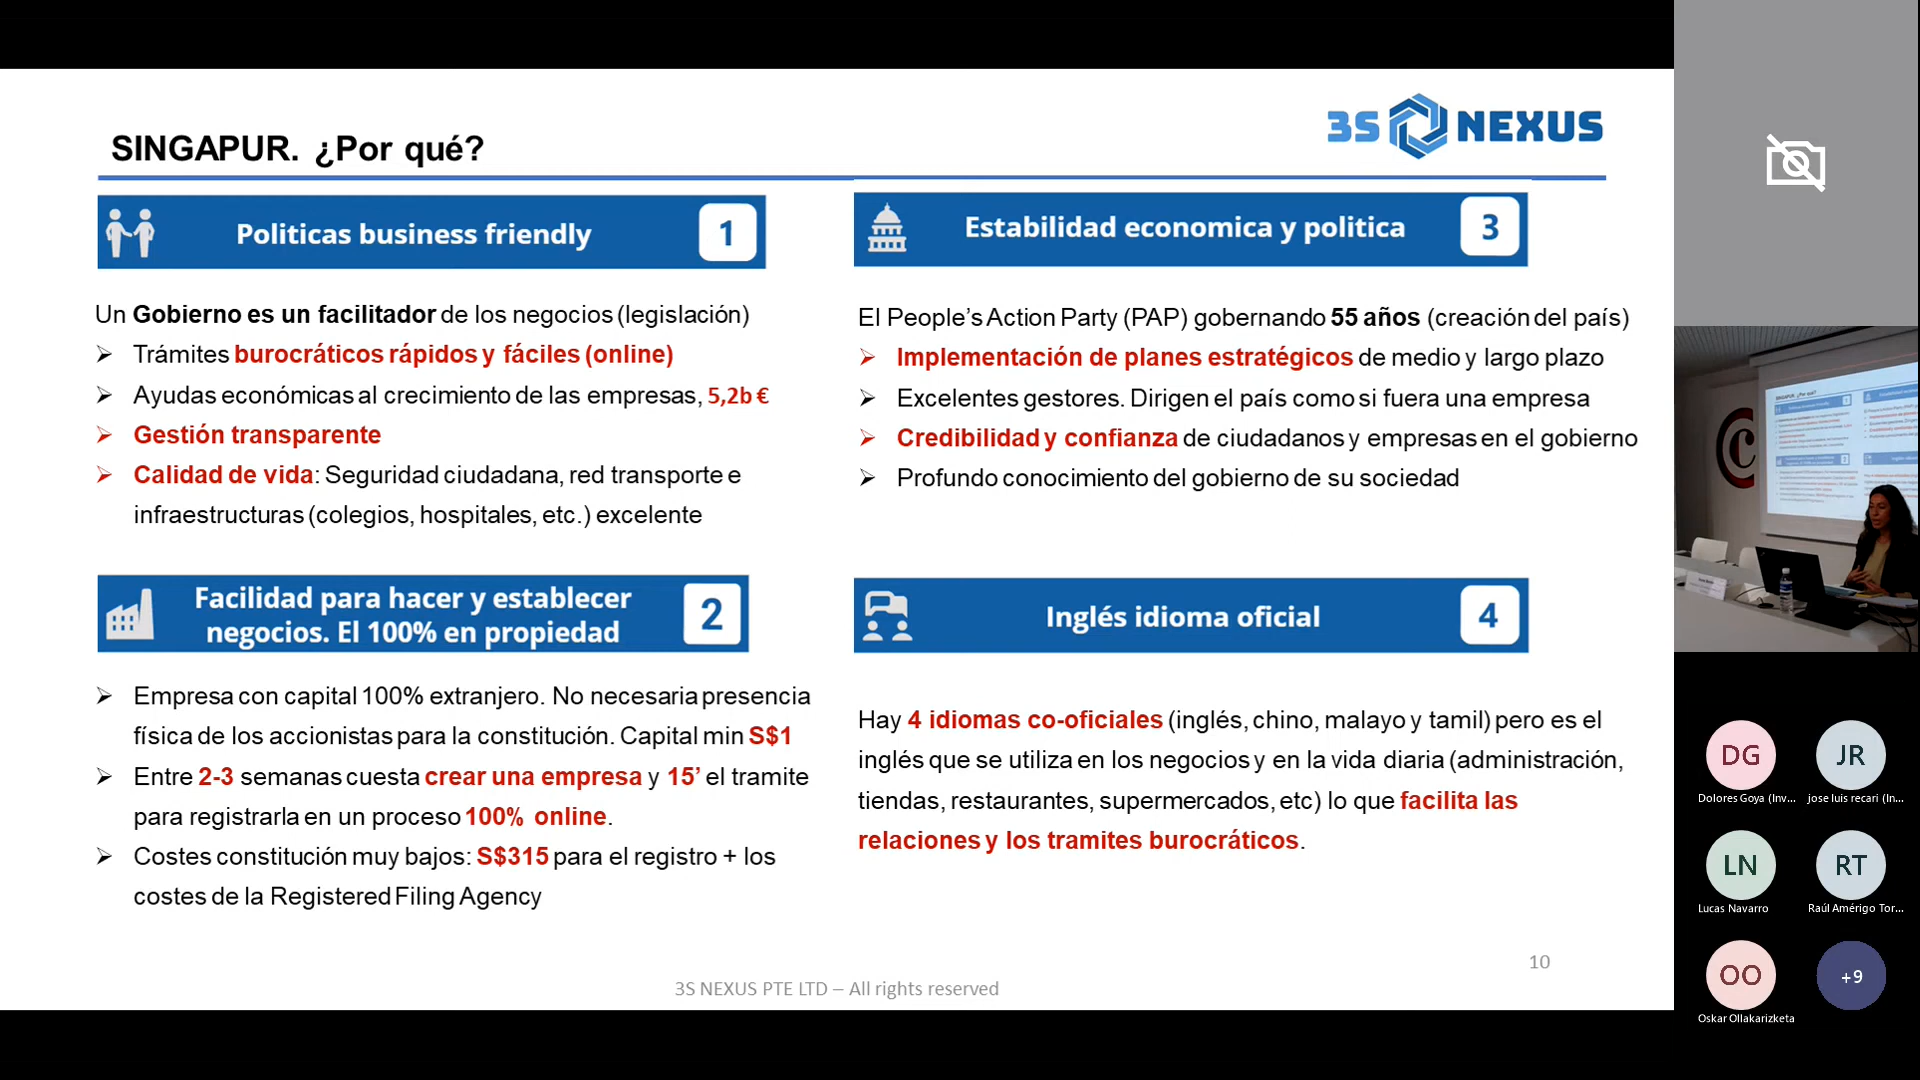 SINGAPUR. ¿Por qué?
3S NEXUS
Politicas business friendly
1
Un Gobierno es un facilitador de los negocios (legislación)
➢ Trámites burocráticos rápidos y fáciles (online)
➢ Ayudas económicas al crecimiento de las empresas, 5,2b €
➢ Gestión transparente
➢ Calidad de vida: Seguridad ciudadana, red transporte e
infraestructuras (colegios, hospitales, etc.) excelente
Facilidad para hacer y establecer
negocios. El 100% en propiedad
2
➢ Empresa con capital 100% extranjero. No necesaria presencia
física de los accionistas para la constitución. Capital min S$1
➢ Entre 2-3 semanas cuesta crear una empresa y 15’ el tramite
para registrarla en un proceso 100% online.
➢ Costes constitución muy bajos: S$315 para el registro + los
costes de la Registered Filing Agency
Estabilidad economica y politica
3
El People’s Action Party (PAP) gobernando 55 años (creación del país)
➢ Implementación de planes estratégicos de medio y largo plazo
➢ Excelentes gestores. Dirigen el país como si fuera una empresa
➢ Credibilidad y confianza de ciudadanos y empresas en el gobierno
➢ Profundo conocimiento del gobierno de su sociedad
Inglés idioma oficial
4
Hay 4 idiomas co-oficiales (inglés, chino, malayo y tamil) pero es el
inglés que se utiliza en los negocios y en la vida diaria (administración,
tiendas, restaurantes, supermercados, etc) lo que facilita las
relaciones y los tramites burocráticos.
10
3S NEXUS PTE LTD – All rights reserved
SINGAPUR. ¿Por qué?
DG
Dolores Goya (Inv...
JR
jose luis recari (In...
LN
Lucas Navarro
RT
Raúl Amérigo Tor...
OO
Oskar Ollakarizketa
+9